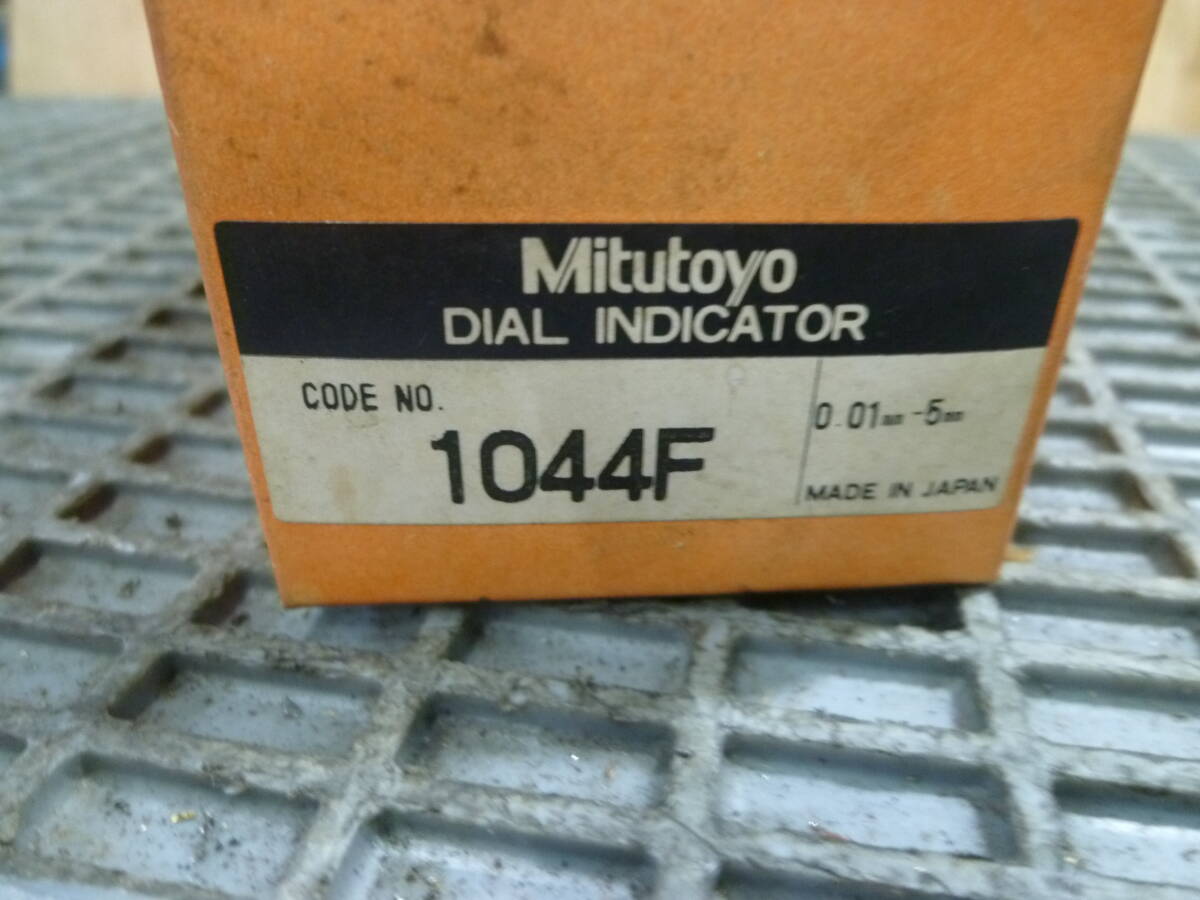 Mitutoyo
DIAL INDICATOR
CODE NO.
1044F
0.01mm -5mm
MADE IN JAPAN